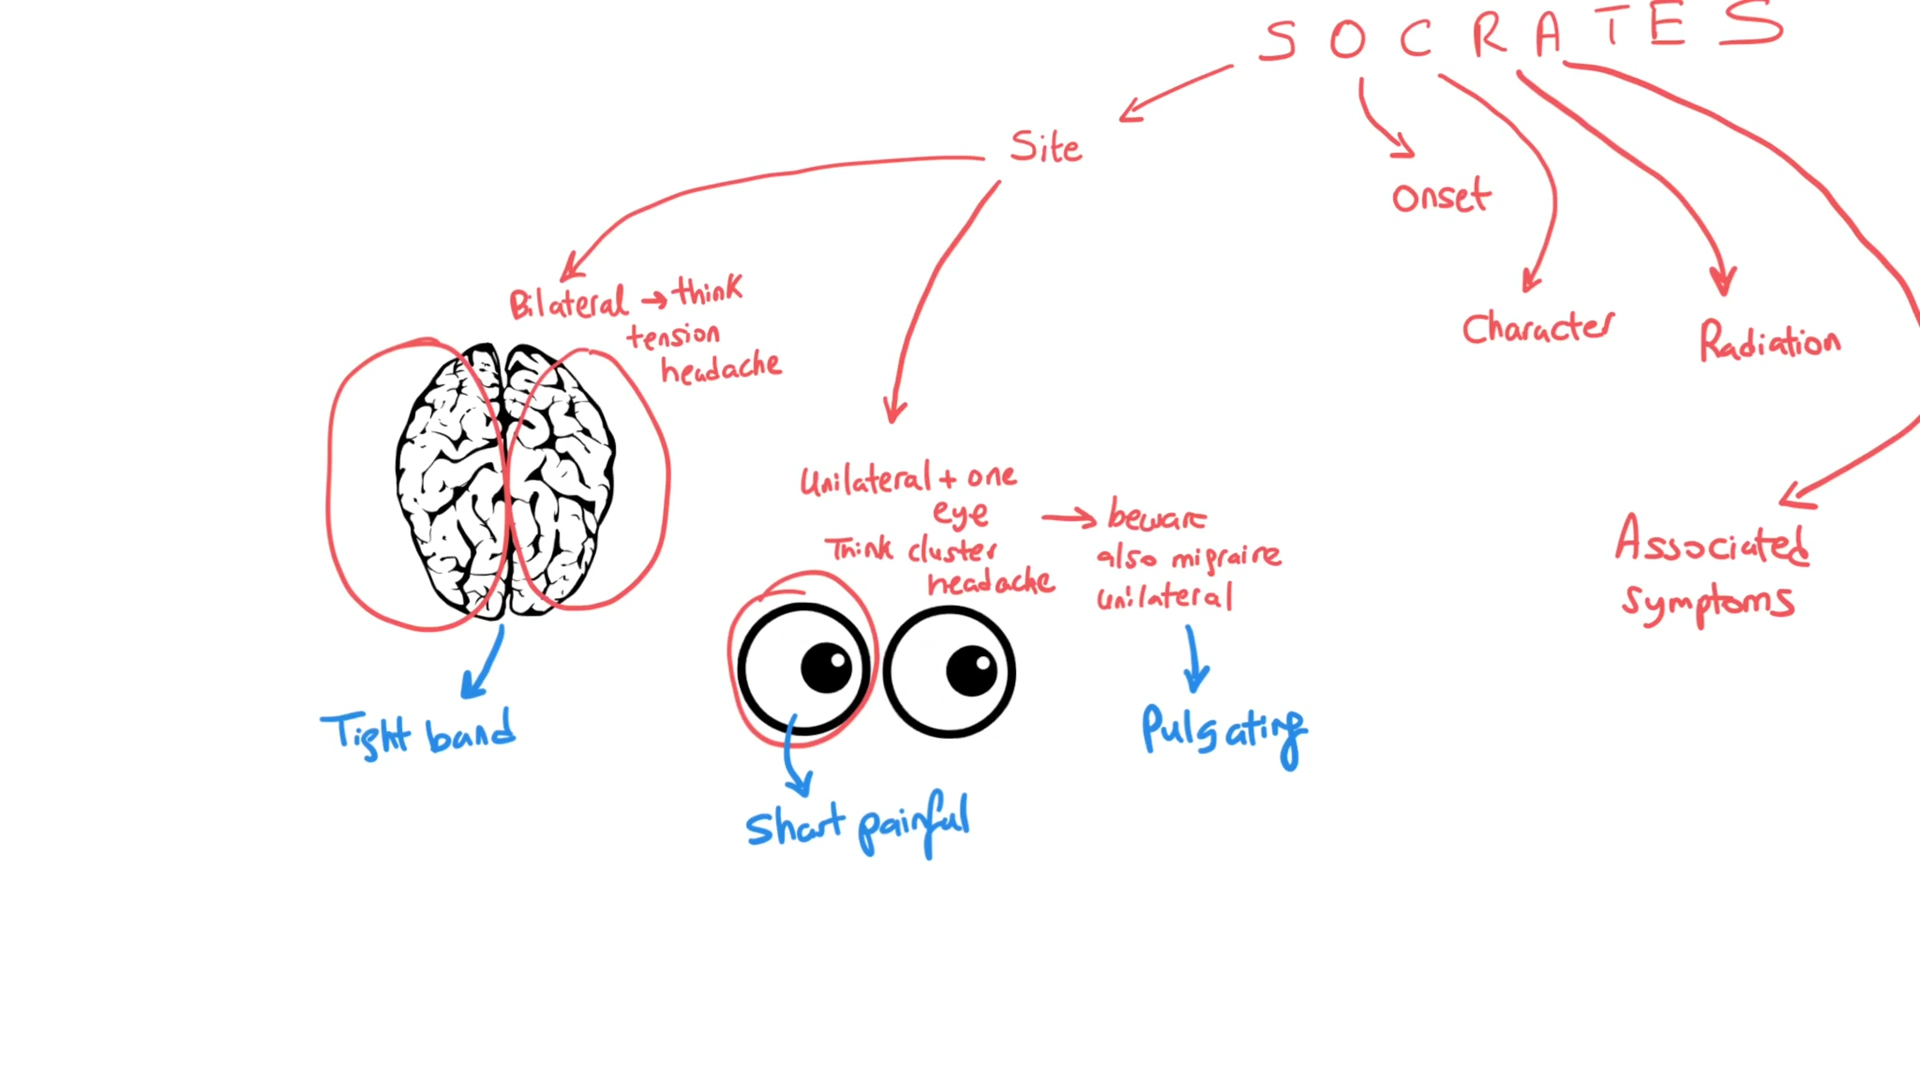 S O C R A T E S
Site
Onset
Character
Radiation
Associated
symptoms
Bilateral → think
tension
headache
Unilateral + one
eye
Think cluster
headache
→ beware
also migraine
unilateral
Tight band
Short painful
Pulsating